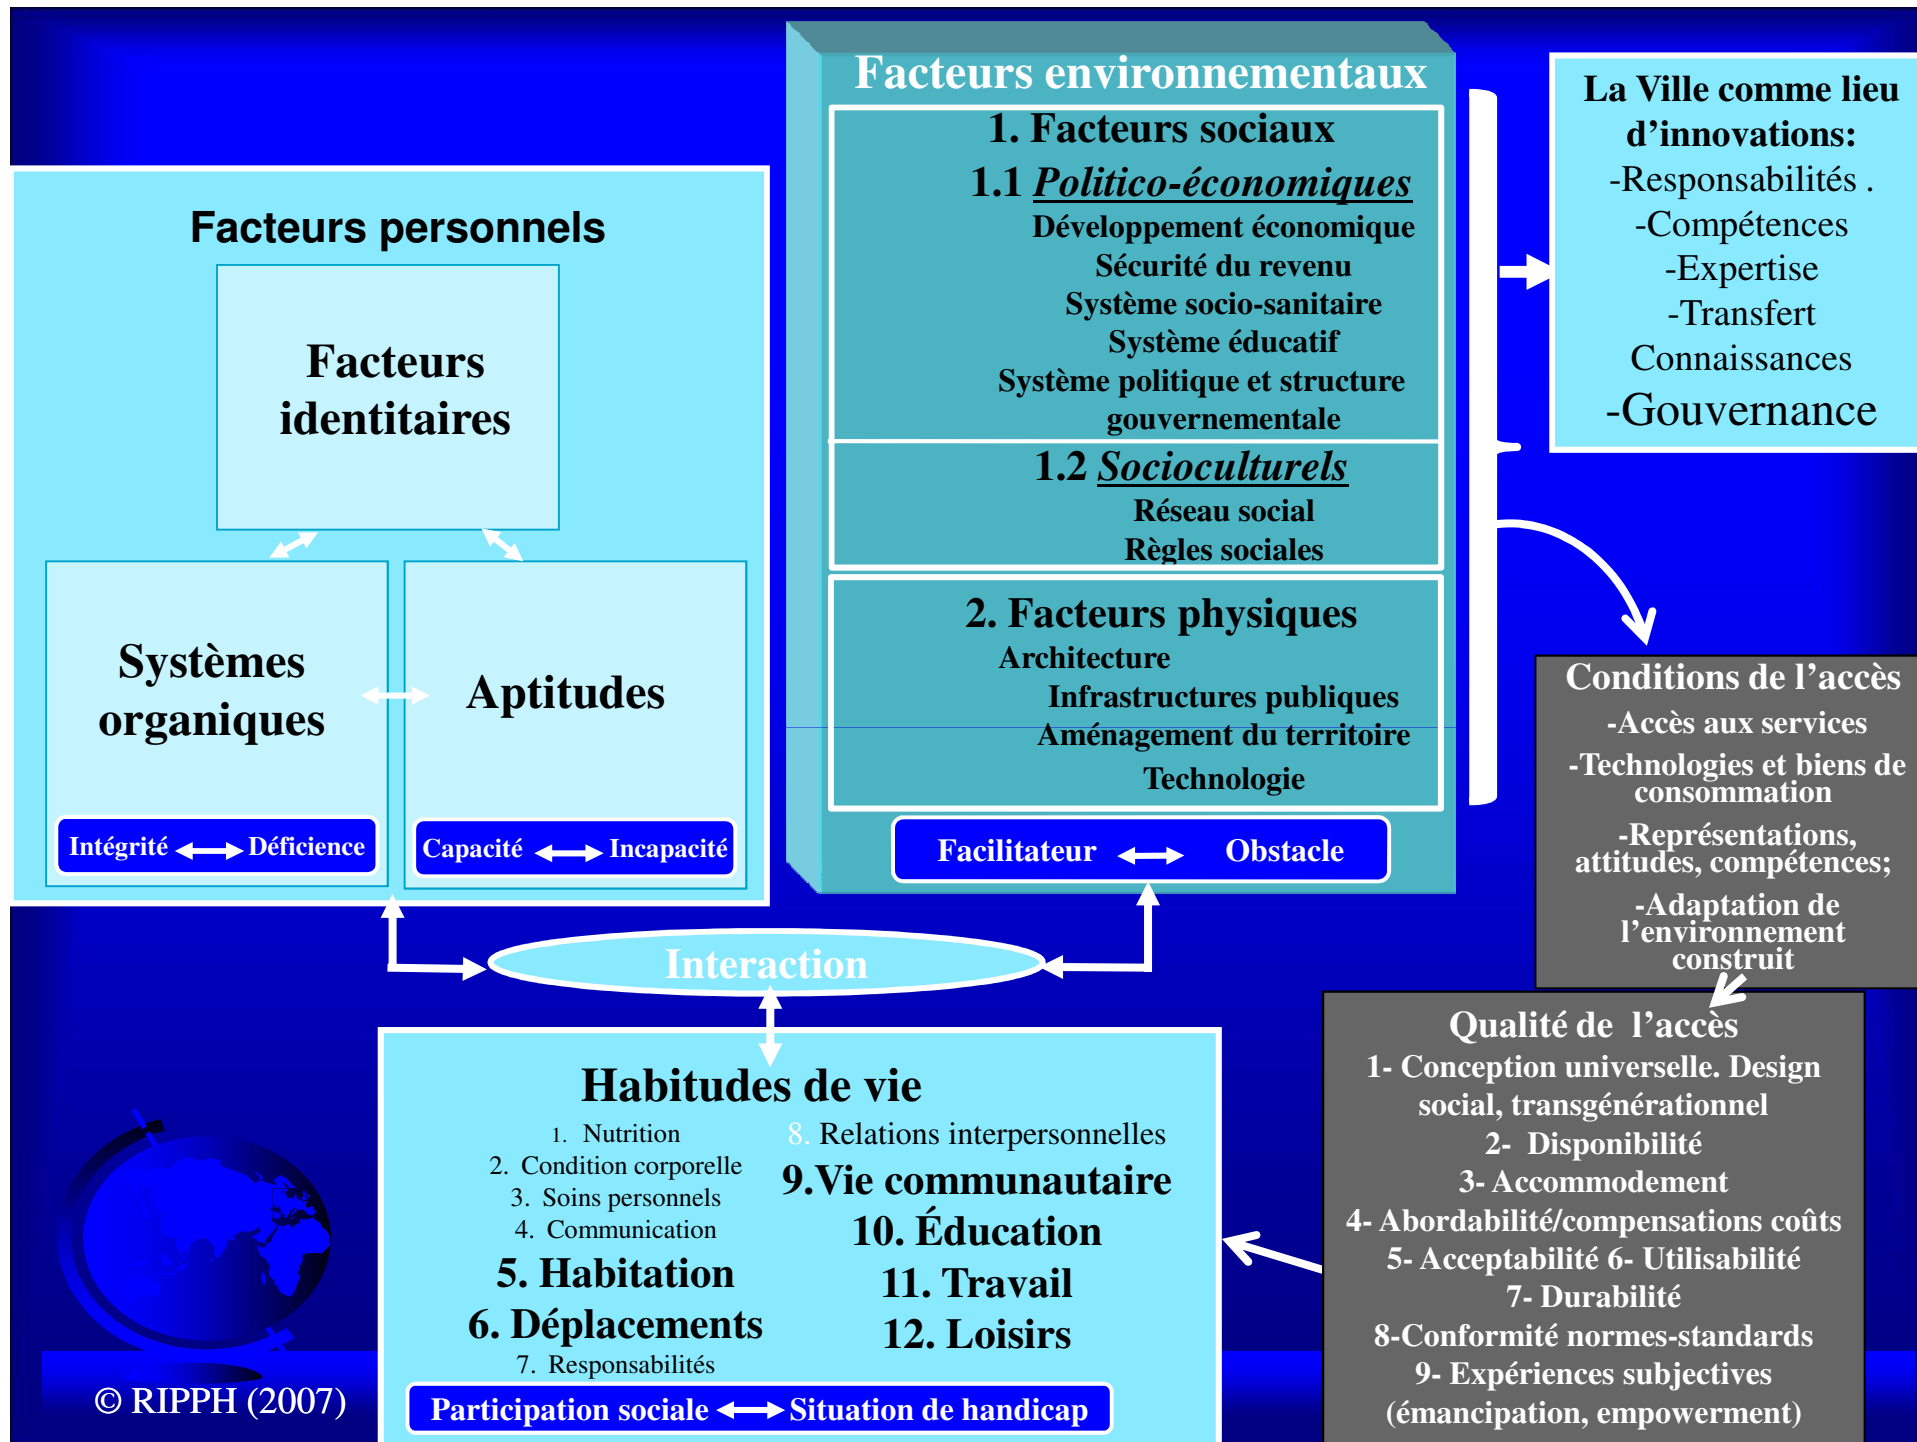 Facteurs personnels
Facteurs
identitaires
Systèmes
organiques
Intégrité Déficience
Aptitudes
Capacité Incapacité
Facteurs environnementaux
1. Facteurs sociaux
1.1 Politico-économiques
Développement économique
Sécurité du revenu
Système socio-sanitaire
Système éducatif
Système politique et structure
gouvernementale
1.2 Socioculturels
Réseau social
Règles sociales
2. Facteurs physiques
Architecture
Infrastructures publiques
Aménagement du territoire
Technologie
Facilitateur Obstacle
La Ville comme lieu
d’innovations:
-Responsabilités .
-Compétences
-Expertise
-Transfert
Connaissances
-Gouvernance
Conditions de l’accès
-Accès aux services
-Technologies et biens de
consommation
-Représentations,
attitudes, compétences;
-Adaptation de
l’environnement
construit
Interaction
Habitudes de vie
1. Nutrition
2. Condition corporelle
3. Soins personnels
4. Communication
5. Habitation
6. Déplacements
7. Responsabilités
8. Relations interpersonnelles
9.Vie communautaire
10. Éducation
11. Travail
12. Loisirs
Participation sociale Situation de handicap
Qualité de l’accès
1- Conception universelle. Design
social, transgénérationnel
2- Disponibilité
3- Accommodement
4- Abordabilité/compensations coûts
5- Acceptabilité 6- Utilisabilité
7- Durabilité
8-Conformité normes-standards
9- Expériences subjectives
(émancipation, empowerment)
© RIPPH (2007)